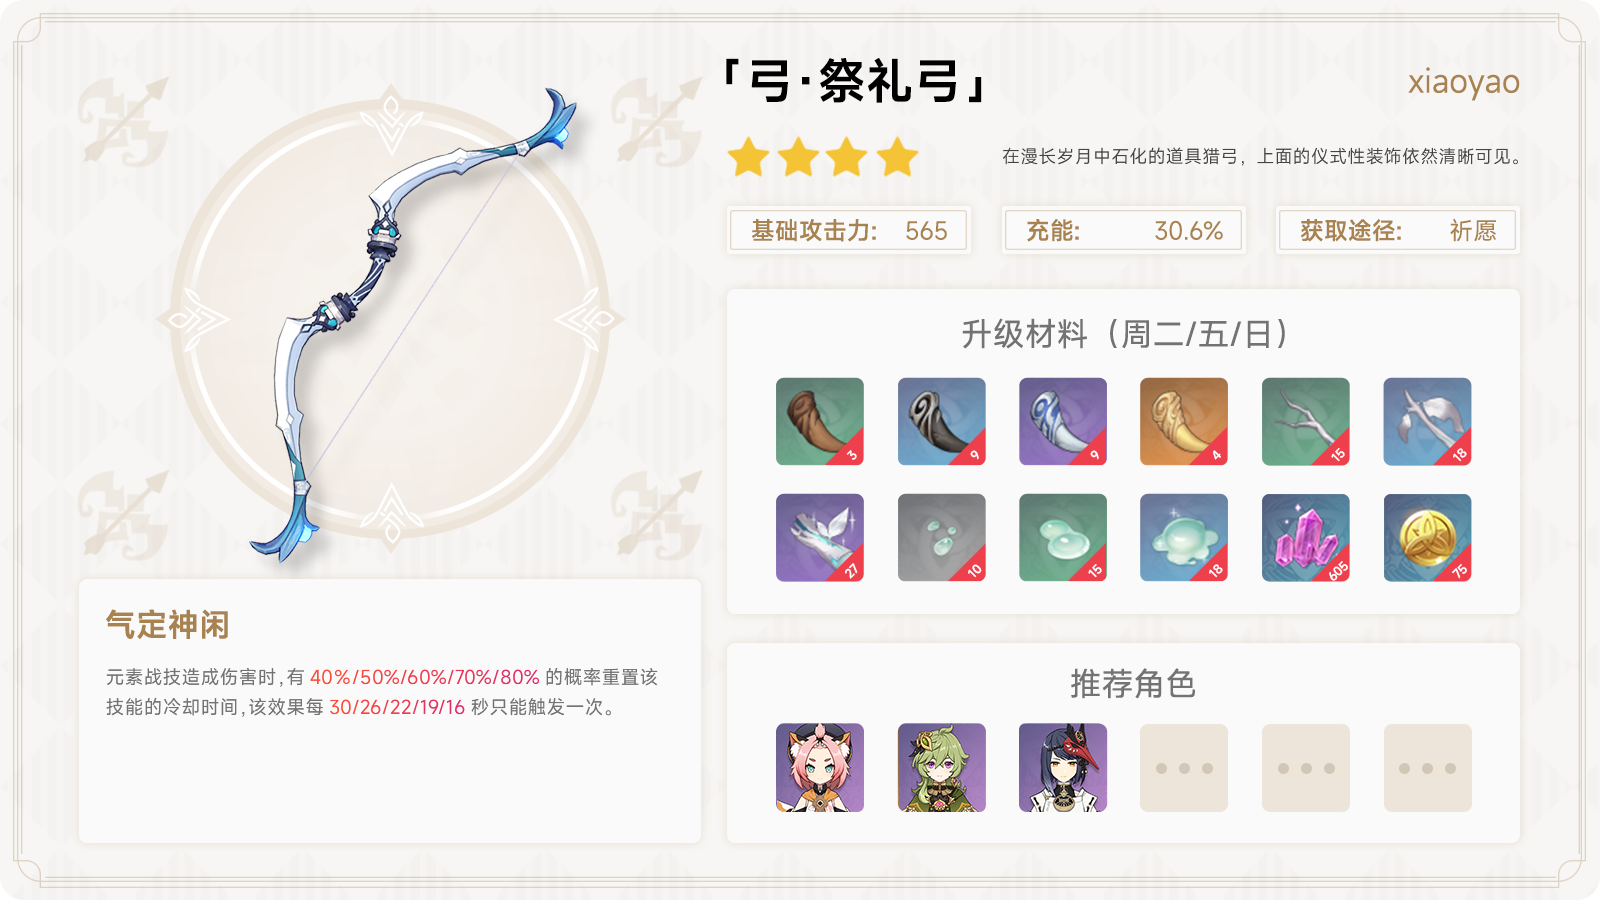 「弓·祭礼弓」
xiaoyao
在漫长岁月中石化的道具猎弓，上面的仪式性装饰依然清晰可见。
基础攻击力: 565
充能: 30.6%
获取途径: 祈愿
升级材料（周二/五/日）
3 9 9 4 15 18
27 10 15 18 605 75
气定神闲
元素战技造成伤害时,有 40%/50%/60%/70%/80% 的概率重置该
技能的冷却时间,该效果每 30/26/22/19/16 秒只能触发一次。
推荐角色